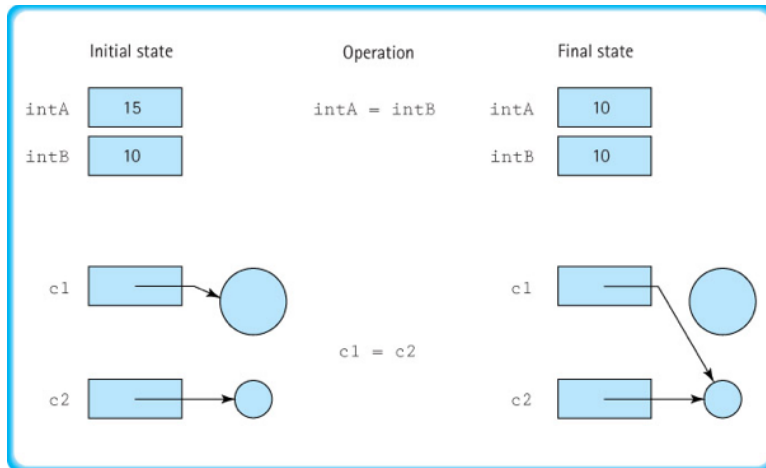 Initial state Operation Final state
intA 15 intA = intB intA 10
intB 10 intB 10
c1 c1
c1 = c2
c2 c2